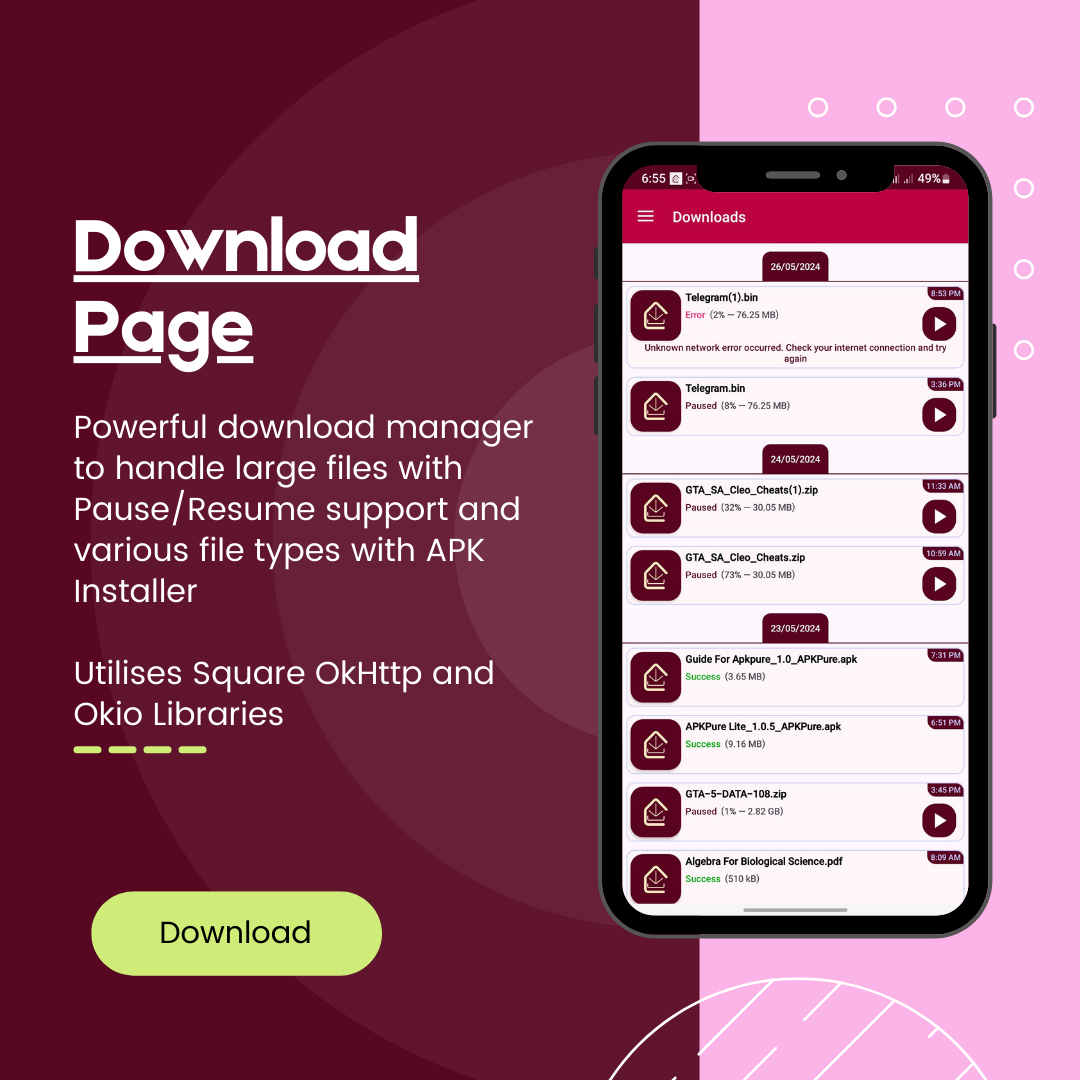 Download
Page
Powerful download manager
to handle large files with
Pause/Resume support and
various file types with APK
Installer
Utilises Square OkHttp and
Okio Libraries
Download
6:55
49%
Downloads
26/05/2024
8:53 PM
Telegram(1).bin
Error (2% — 76.25 MB)
Unknown network error occurred. Check your internet connection and try
again
3:36 PM
Telegram.bin
Paused (8% — 76.25 MB)
24/05/2024
11:33 AM
GTA_SA_Cleo_Cheats(1).zip
Paused (32% — 30.05 MB)
10:59 AM
GTA_SA_Cleo_Cheats.zip
Paused (73% — 30.05 MB)
23/05/2024
7:31 PM
Guide For Apkpure_1.0_APKPure.apk
Success (3.65 MB)
6:51 PM
APKPure Lite_1.0.5_APKPure.apk
Success (9.16 MB)
3:45 PM
GTA-5-DATA-108.zip
Paused (1% — 2.82 GB)
8:09 AM
Algebra For Biological Science.pdf
Success (510 kB)